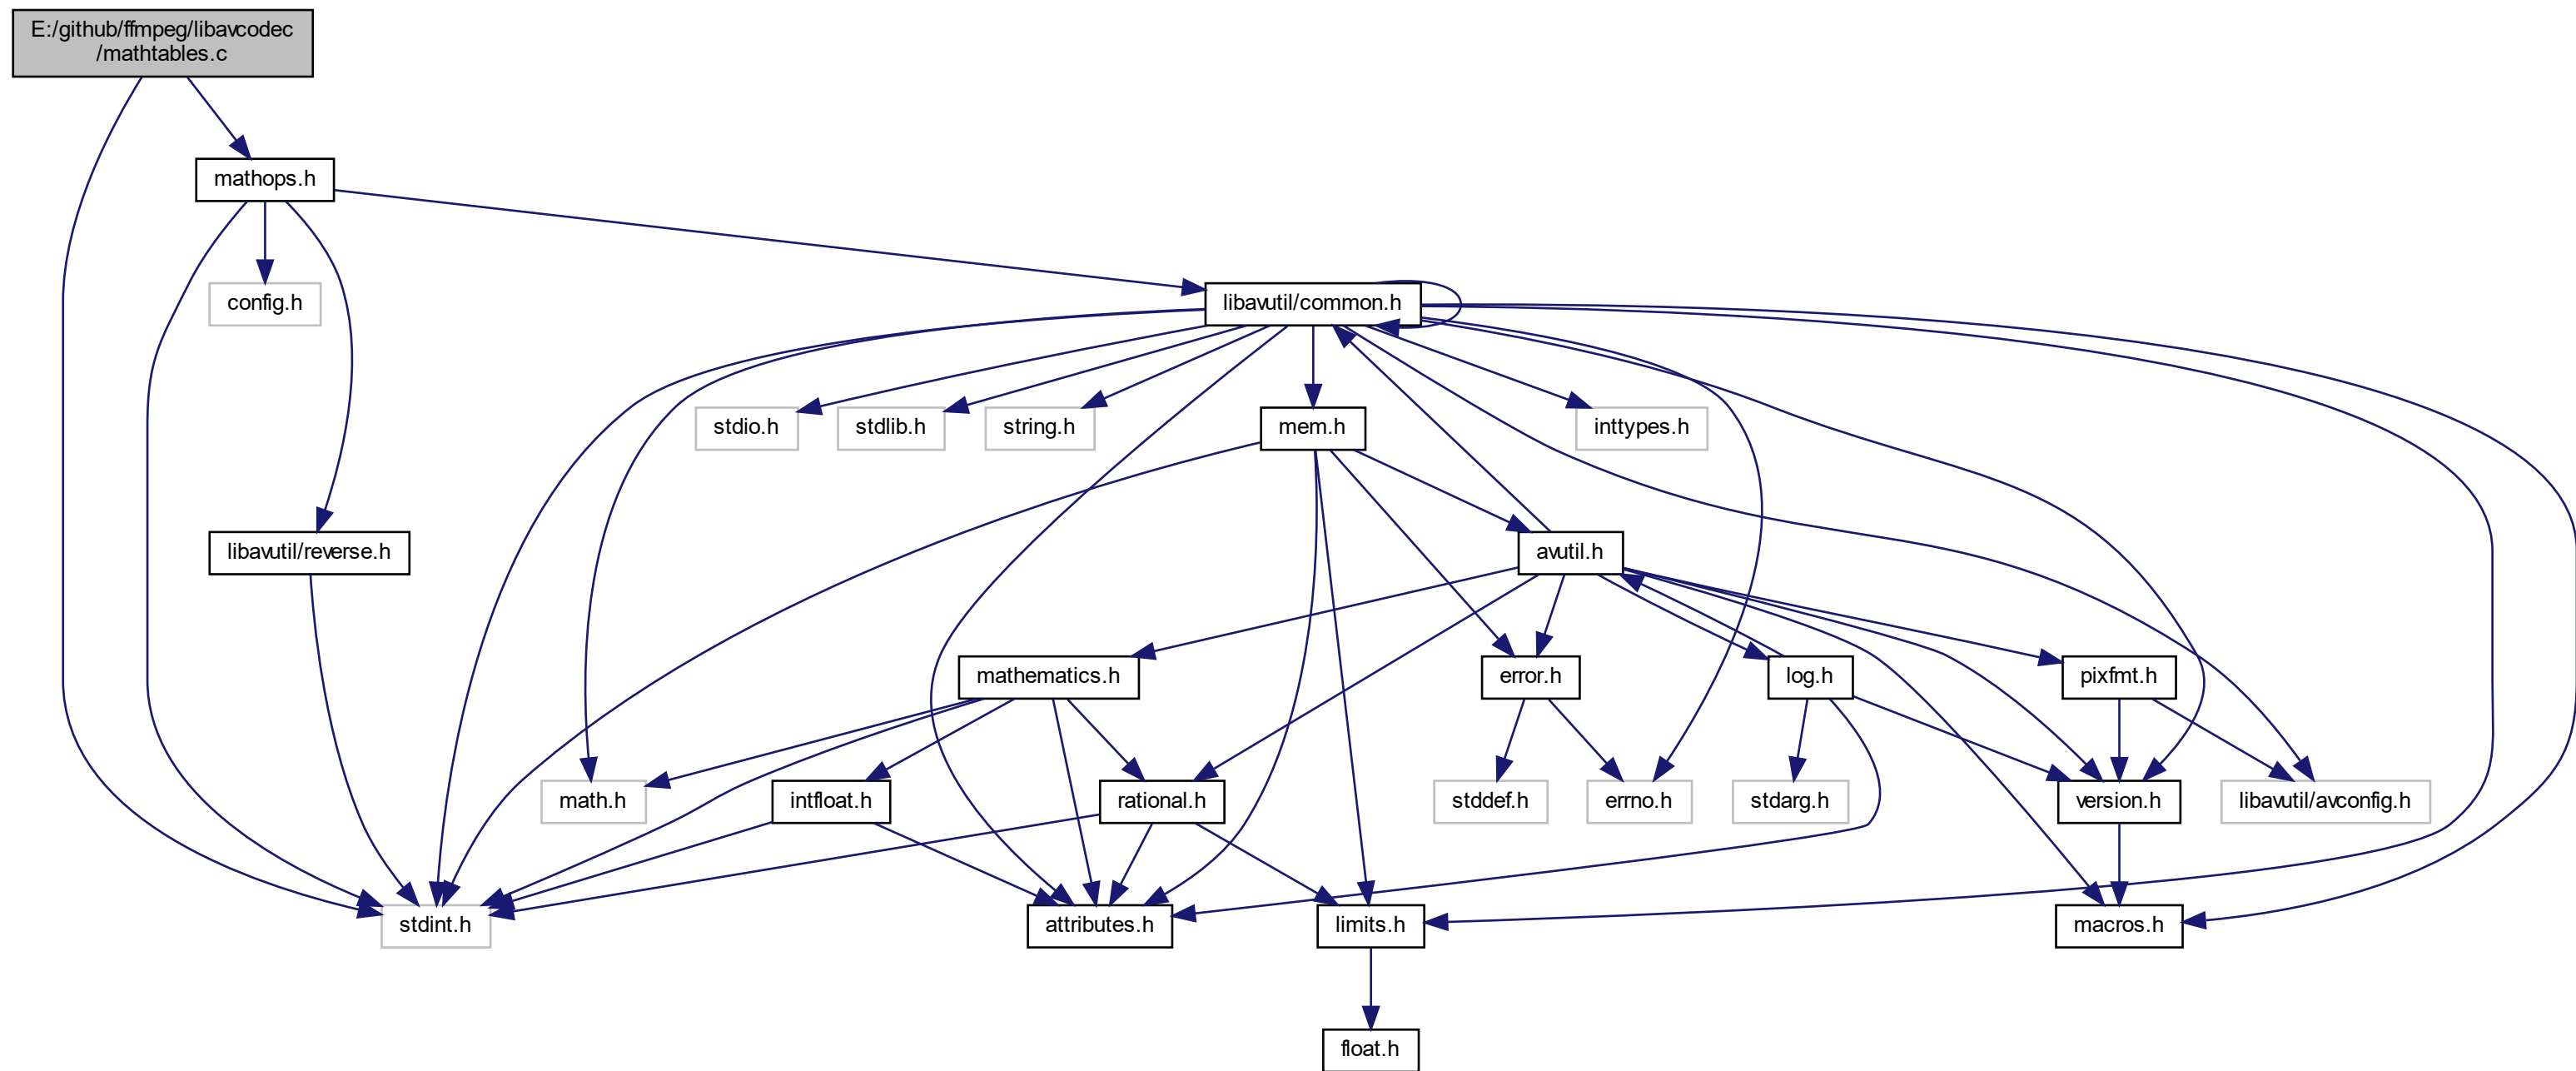 E:/github/ffmpeg/libavcodec
/mathtables.c
mathops.h
config.h
libavutil/common.h
stdio.h
stdlib.h
string.h
mem.h
inttypes.h
libavutil/reverse.h
avutil.h
mathematics.h
error.h
log.h
pixfmt.h
math.h
intfloat.h
rational.h
stddef.h
errno.h
stdarg.h
version.h
libavutil/avconfig.h
stdint.h
attributes.h
limits.h
macros.h
float.h